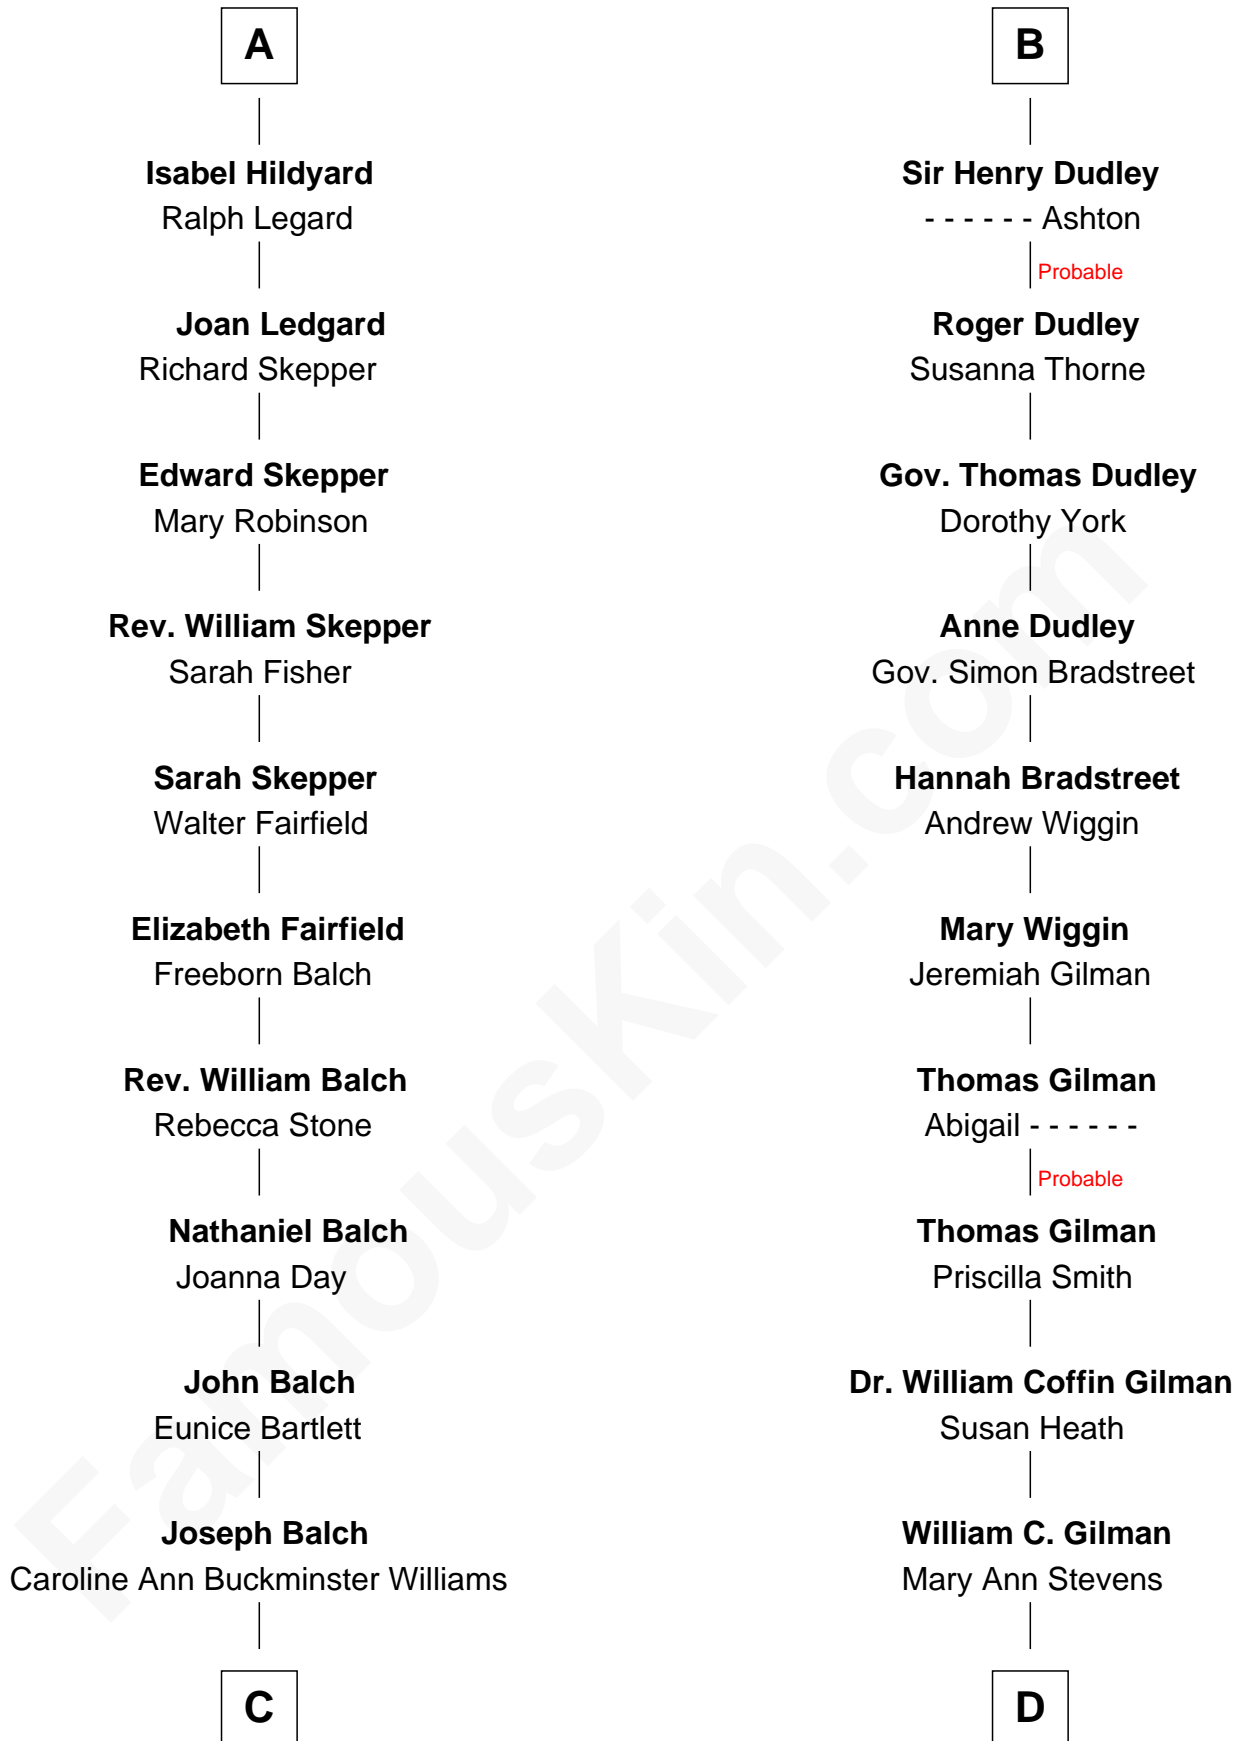 A
Isabel Hildyard
Ralph Legard
Joan Ledgard
Richard Skepper
Edward Skepper
Mary Robinson
Rev. William Skepper
Sarah Fisher
Sarah Skepper
Walter Fairfield
Elizabeth Fairfield
Freeborn Balch
Rev. William Balch
Rebecca Stone
Nathaniel Balch
Joanna Day
John Balch
Eunice Bartlett
Joseph Balch
Caroline Ann Buckminster Williams
C
B
Sir Henry Dudley
- - - - - - Ashton
Probable
Roger Dudley
Susanna Thorne
Gov. Thomas Dudley
Dorothy York
Anne Dudley
Gov. Simon Bradstreet
Hannah Bradstreet
Andrew Wiggin
Mary Wiggin
Jeremiah Gilman
Thomas Gilman
Abigail - - - - - -
Probable
Thomas Gilman
Priscilla Smith
Dr. William Coffin Gilman
Susan Heath
William C. Gilman
Mary Ann Stevens
D
FamousKin.com